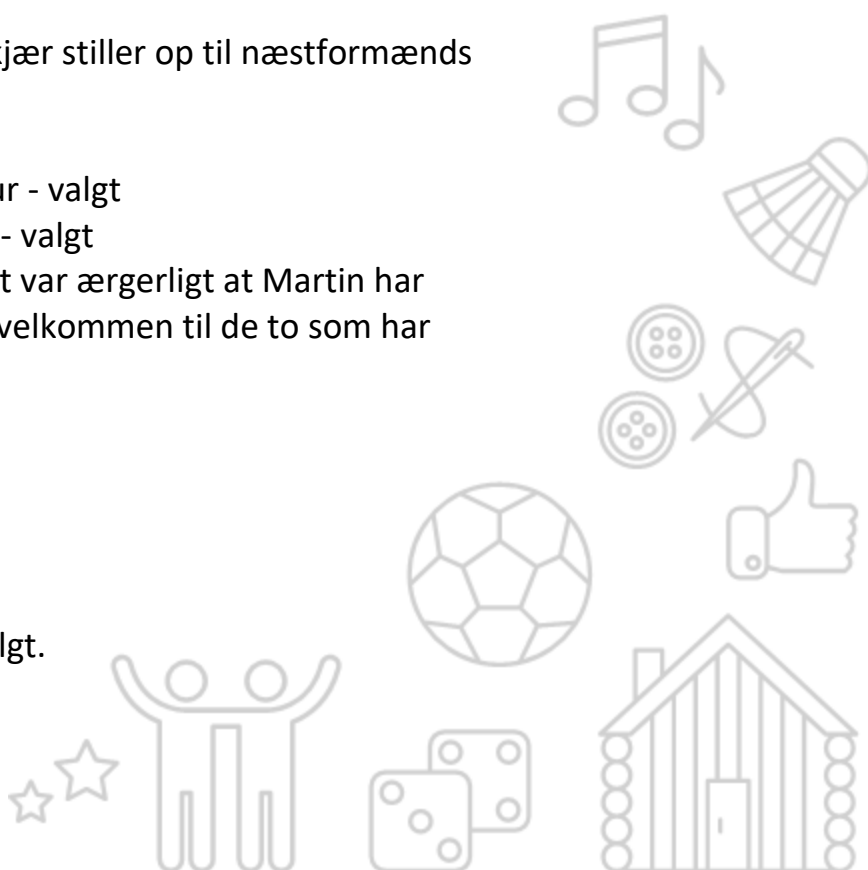 kjær stiller op til næstformænds
ur - valgt
- valgt
t var ærgerligt at Martin har
velkommen til de to som har
lgt.